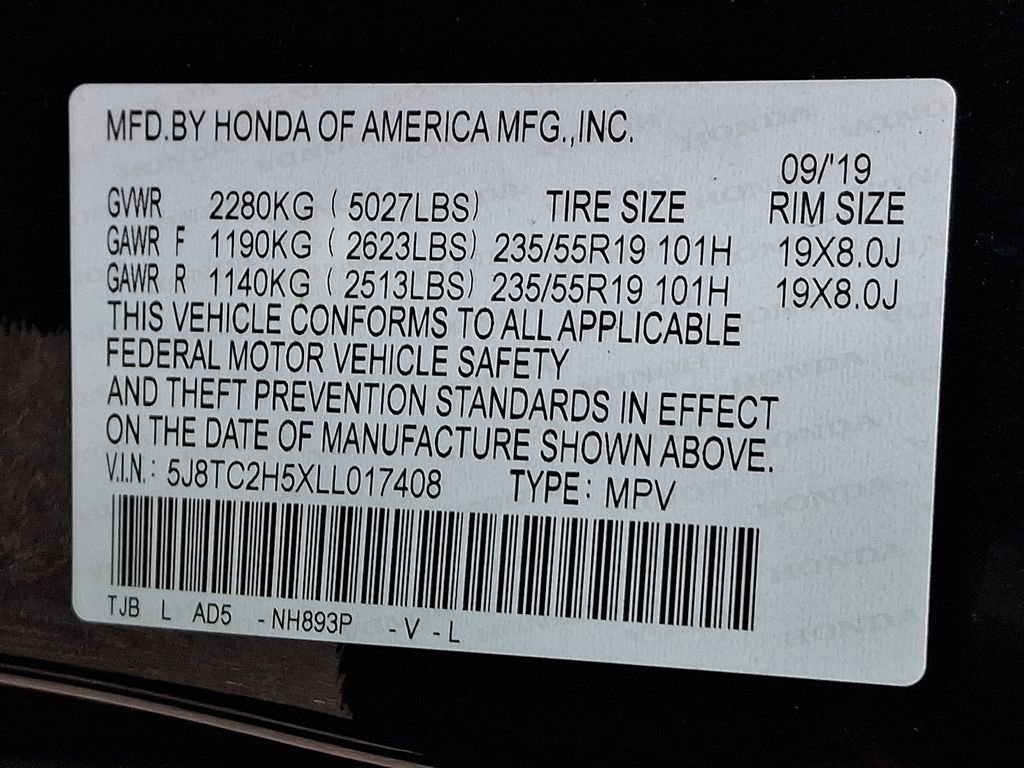 MFD.BY HONDA OF AMERICA MFG.,INC.
09/'19
GVWR 2280KG ( 5027LBS) TIRE SIZE RIM SIZE
GAWR F 1190KG ( 2623LBS) 235/55R19 101H 19X8.0J
GAWR R 1140KG ( 2513LBS) 235/55R19 101H 19X8.0J
THIS VEHICLE CONFORMS TO ALL APPLICABLE
FEDERAL MOTOR VEHICLE SAFETY
AND THEFT PREVENTION STANDARDS IN EFFECT
ON THE DATE OF MANUFACTURE SHOWN ABOVE.
V.I.N.: 5J8TC2H5XLL017408 TYPE: MPV
TJB L AD5 -NH893P -V-L